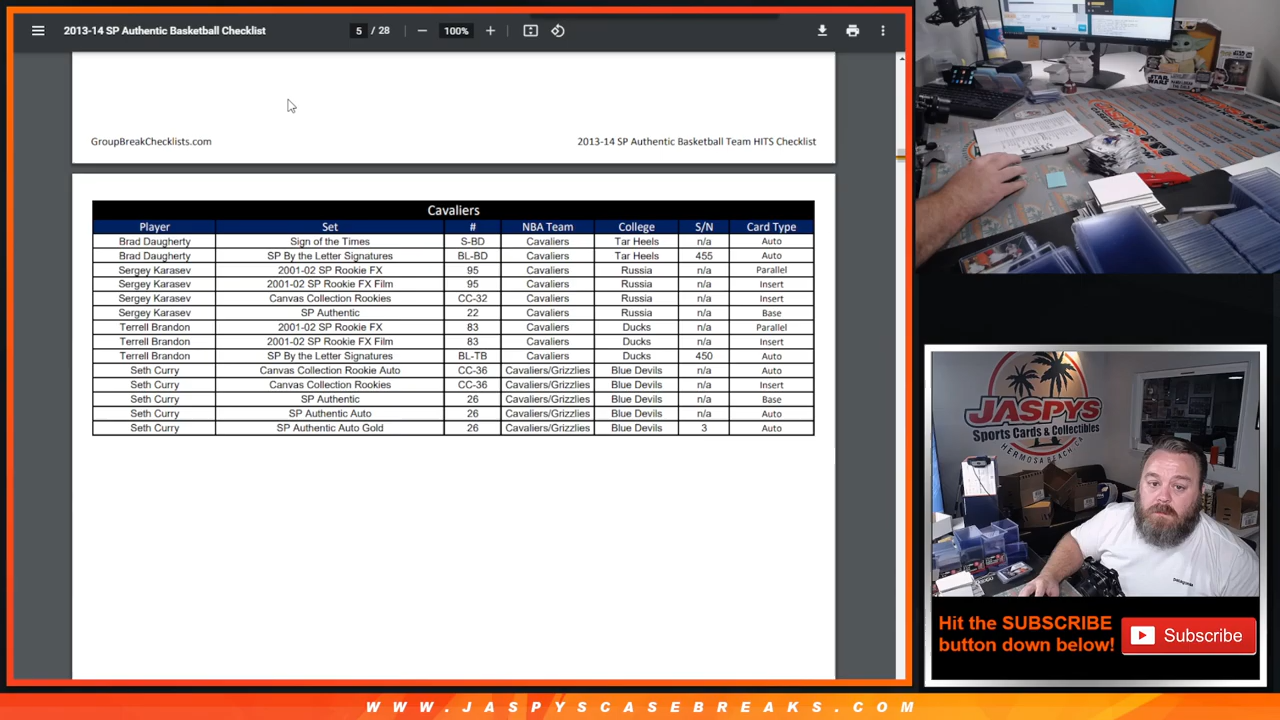 2013-14 SP Authentic Basketball Checklist 5 / 28 100%
GroupBreakChecklists.com 2013-14 SP Authentic Basketball Team HITS Checklist
Cavaliers
Player Set # NBA Team College S/N Card Type
Brad Daugherty Sign of the Times S-BD Cavaliers Tar Heels n/a Auto
Brad Daugherty SP By the Letter Signatures BL-BD Cavaliers Tar Heels 455 Auto
Sergey Karasev 2001-02 SP Rookie FX 95 Cavaliers Russia n/a Parallel
Sergey Karasev 2001-02 SP Rookie FX Film 95 Cavaliers Russia n/a Insert
Sergey Karasev Canvas Collection Rookies CC-32 Cavaliers Russia n/a Insert
Sergey Karasev SP Authentic 22 Cavaliers Russia n/a Base
Terrell Brandon 2001-02 SP Rookie FX 83 Cavaliers Ducks n/a Parallel
Terrell Brandon 2001-02 SP Rookie FX Film 83 Cavaliers Ducks n/a Insert
Terrell Brandon SP By the Letter Signatures BL-TB Cavaliers Ducks 450 Auto
Seth Curry Canvas Collection Rookie Auto CC-36 Cavaliers/Grizzlies Blue Devils n/a Auto
Seth Curry Canvas Collection Rookies CC-36 Cavaliers/Grizzlies Blue Devils n/a Insert
Seth Curry SP Authentic 26 Cavaliers/Grizzlies Blue Devils n/a Base
Seth Curry SP Authentic Auto 26 Cavaliers/Grizzlies Blue Devils n/a Auto
Seth Curry SP Authentic Auto Gold 26 Cavaliers/Grizzlies Blue Devils 3 Auto
STAR WARS
JASPYS
Sports Cards & Collectibles
HERMOSA BEACH CA
patagonia
Hit the SUBSCRIBE
button down below!
Subscribe
WWW.JASPYSCASEBREAKS.COM